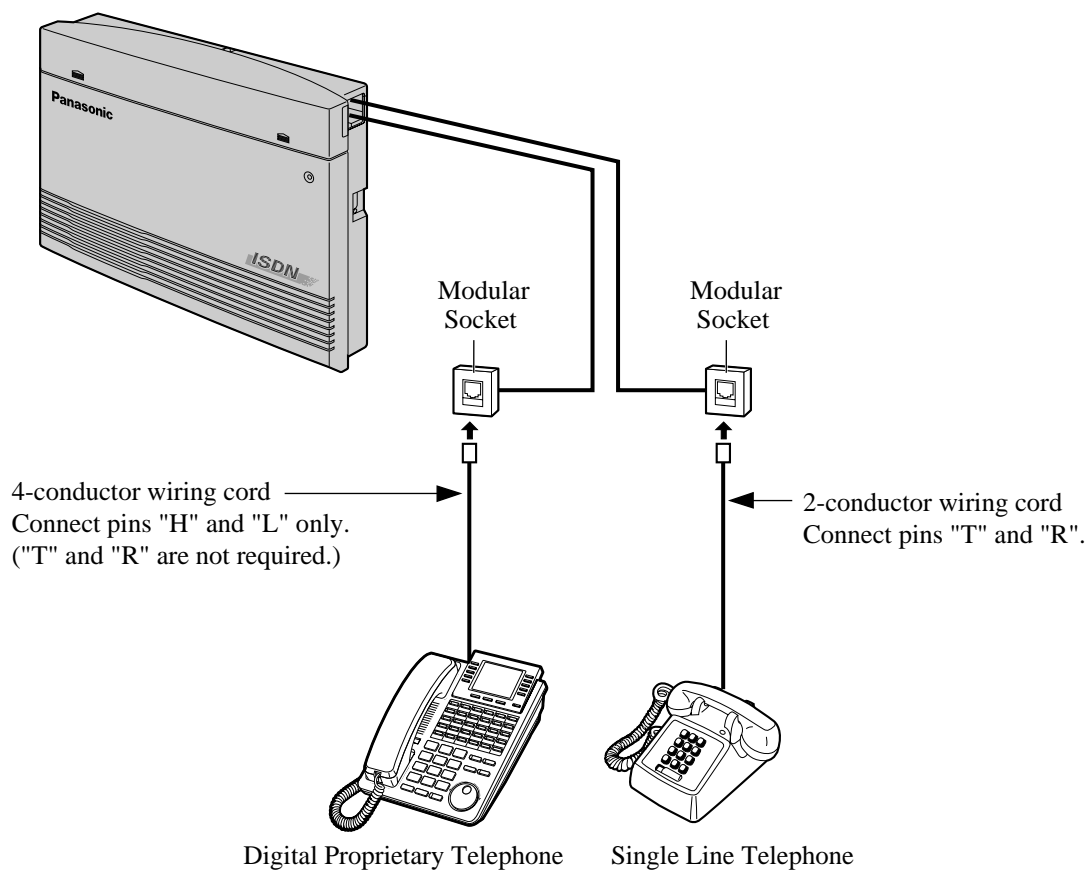 Panasonic
ISDN
Modular
Socket
Modular
Socket
4-conductor wiring cord
Connect pins "H" and "L" only.
("T" and "R" are not required.)
2-conductor wiring cord
Connect pins "T" and "R".
Digital Proprietary Telephone
Single Line Telephone